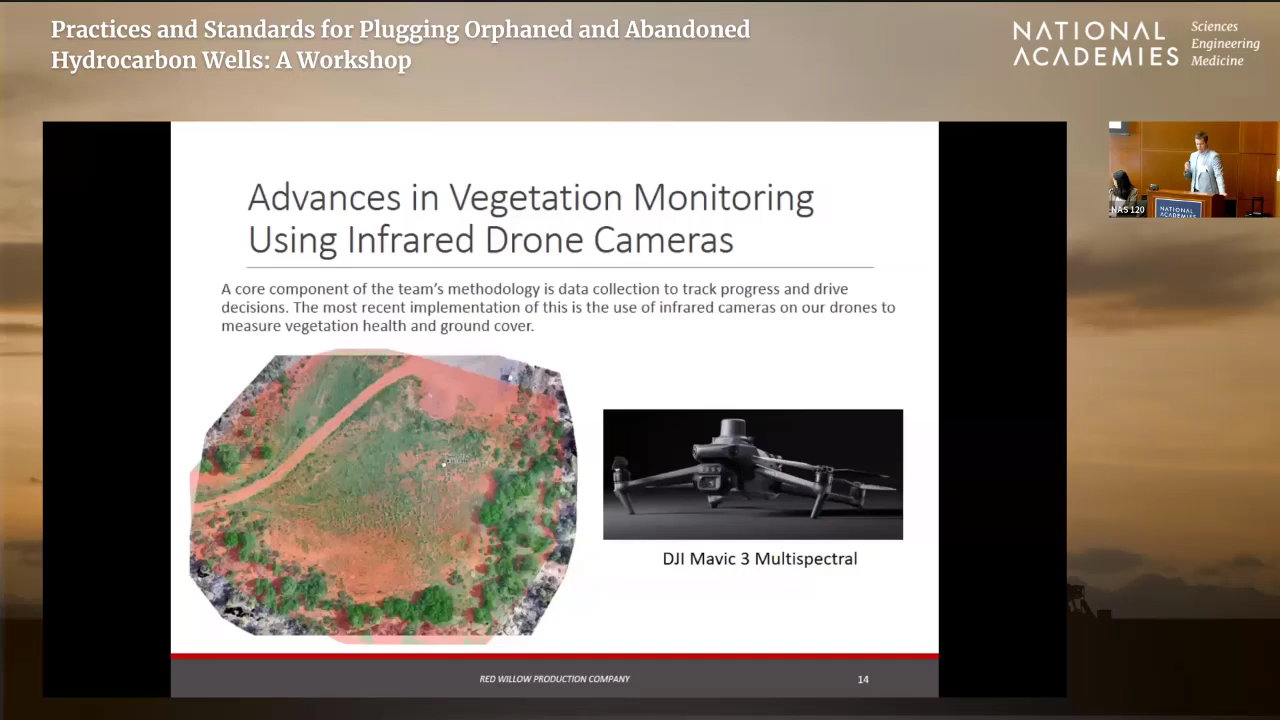 Practices and Standards for Plugging Orphaned and Abandoned
Hydrocarbon Wells: A Workshop
NATIONAL
ACADEMIES
Sciences
Engineering
Medicine
Advances in Vegetation Monitoring
Using Infrared Drone Cameras
A core component of the team's methodology is data collection to track progress and drive
decisions. The most recent implementation of this is the use of infrared cameras on our drones to
measure vegetation health and ground cover.
DJI Mavic 3 Multispectral
RED WILLOW PRODUCTION COMPANY
14
NAS 120
NATIONAL
ACADEMIES